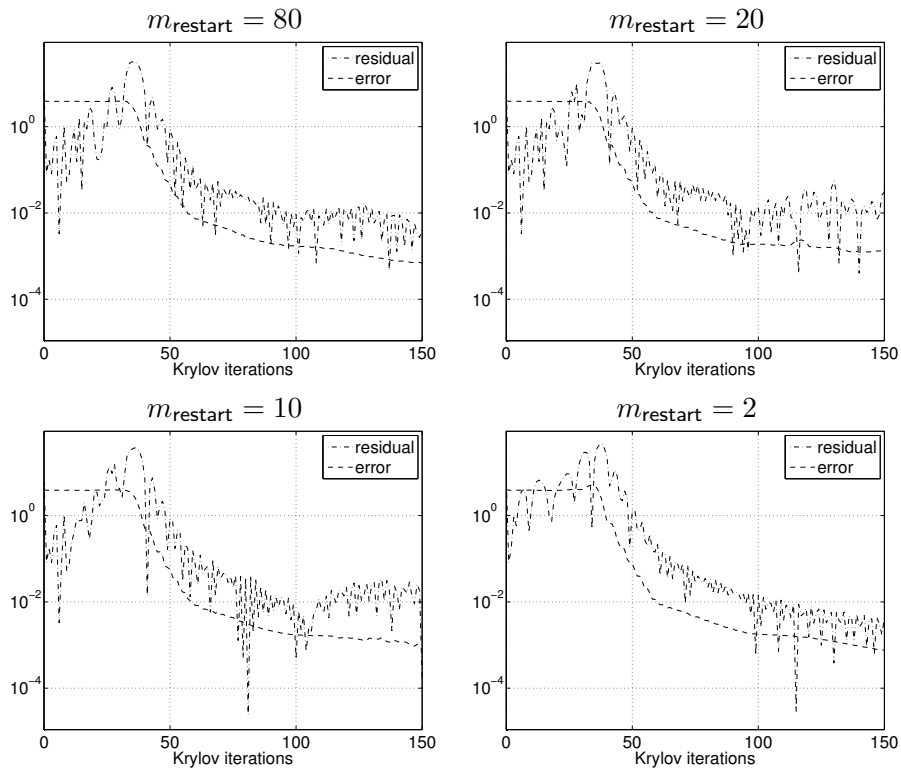 m_restart = 80
residual
error
10^0
10^-2
10^-4
0
50
100
150
Krylov iterations
m_restart = 20
residual
error
10^0
10^-2
10^-4
0
50
100
150
Krylov iterations
m_restart = 10
residual
error
10^0
10^-2
10^-4
0
50
100
150
Krylov iterations
m_restart = 2
residual
error
10^0
10^-2
10^-4
0
50
100
150
Krylov iterations